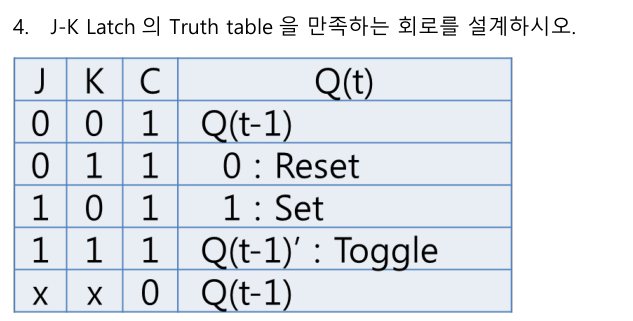 4. J-K Latch 의 Truth table 을 만족하는 회로를 설계하시오.
J K C Q(t)
0 0 1 Q(t-1)
0 1 1 0 : Reset
1 0 1 1 : Set
1 1 1 Q(t-1)' : Toggle
x x 0 Q(t-1)